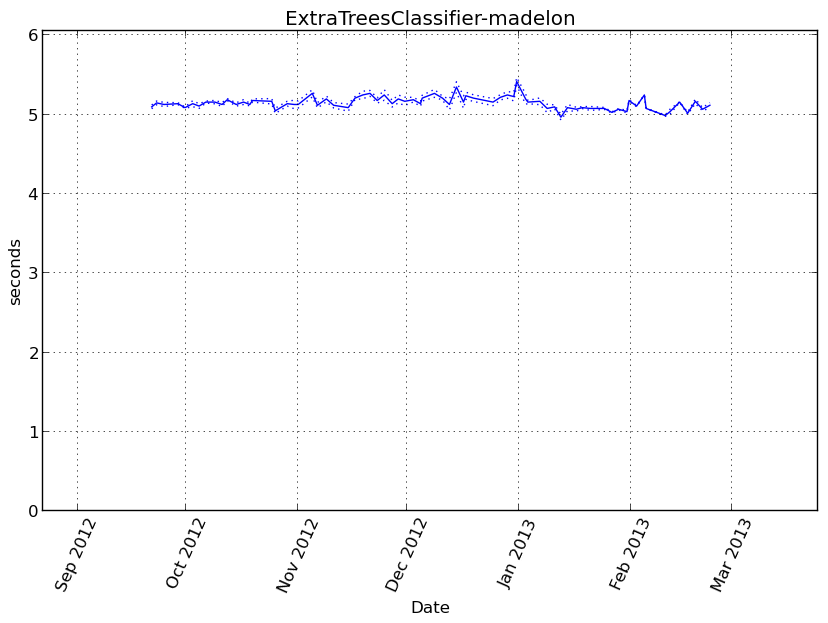 ExtraTreesClassifier-madelon
6
5
4
3
2
1
0
seconds
Sep 2012
Oct 2012
Nov 2012
Dec 2012
Jan 2013
Feb 2013
Mar 2013
Date